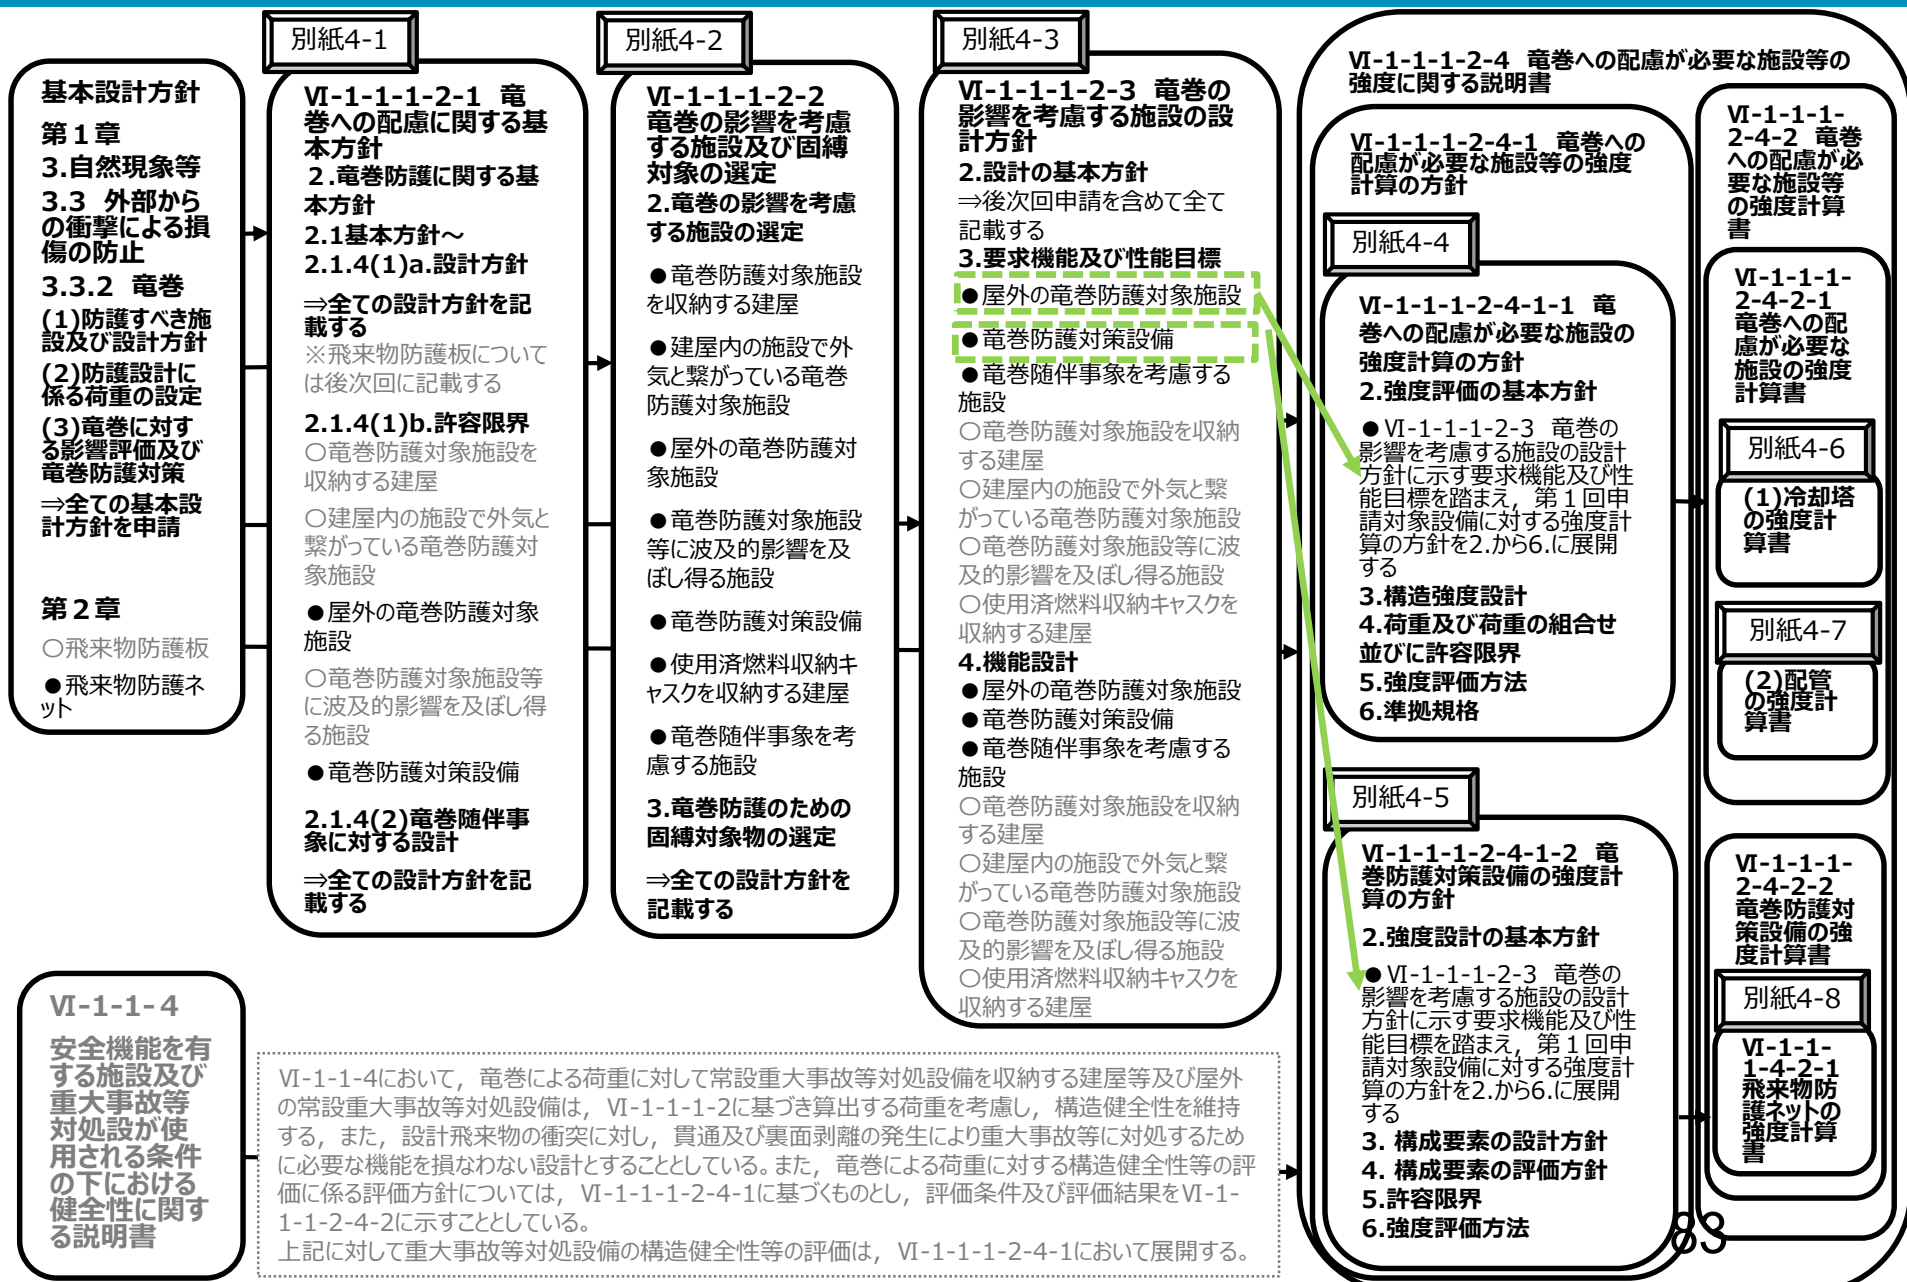 基本設計方針
第１章
3.自然現象等
3.3 外部から
の衝撃による損
傷の防止
3.3.2 竜巻
(1)防護すべき施
設及び設計方針
(2)防護設計に
係る荷重の設定
(3)竜巻に対す
る影響評価及び
竜巻防護対策
⇒全ての基本設
計方針を申請
第２章
○飛来物防護板
●飛来物防護ネ
ット
別紙4-1
Ⅵ-1-1-1-2-1 竜
巻への配慮に関する基
本方針
２.竜巻防護に関する基
本方針
2.1基本方針～
2.1.4(1)a.設計方針
⇒全ての設計方針を記
載する
※飛来物防護板について
は後次回に記載する
2.1.4(1)b.許容限界
○竜巻防護対象施設を
収納する建屋
○建屋内の施設で外気と
繋がっている竜巻防護対
象施設
●屋外の竜巻防護対象
施設
○竜巻防護対象施設等
に波及的影響を及ぼし得
る施設
●竜巻防護対策設備
2.1.4(2)竜巻随伴事
象に対する設計
⇒全ての設計方針を記
載する
別紙4-2
Ⅵ-1-1-1-2-2
竜巻の影響を考慮
する施設及び固縛
対象の選定
2.竜巻の影響を考慮
する施設の選定
●竜巻防護対象施設
を収納する建屋
●建屋内の施設で外
気と繋がっている竜巻
防護対象施設
●屋外の竜巻防護対
象施設
●竜巻防護対象施設
等に波及的影響を及
ぼし得る施設
●竜巻防護対策設備
●使用済燃料収納キ
ャスクを収納する建屋
●竜巻随伴事象を考
慮する施設
3.竜巻防護のための
固縛対象物の選定
⇒全ての設計方針を
記載する
別紙4-3
Ⅵ-1-1-1-2-3 竜巻の
影響を考慮する施設の設
計方針
2.設計の基本方針
⇒後次回申請を含めて全て
記載する
3.要求機能及び性能目標
●屋外の竜巻防護対象施設
●竜巻防護対策設備
●竜巻随伴事象を考慮する
施設
○竜巻防護対象施設を収納
する建屋
○建屋内の施設で外気と繋
がっている竜巻防護対象施設
○竜巻防護対象施設等に波
及的影響を及ぼし得る施設
○使用済燃料収納キャスクを
収納する建屋
4.機能設計
●屋外の竜巻防護対象施設
●竜巻防護対策設備
●竜巻随伴事象を考慮する
施設
○竜巻防護対象施設を収納
する建屋
○建屋内の施設で外気と繋
がっている竜巻防護対象施設
○竜巻防護対象施設等に波
及的影響を及ぼし得る施設
○使用済燃料収納キャスクを
収納する建屋
Ⅵ-1-1-1-2-4 竜巻への配慮が必要な施設等の
強度に関する説明書
Ⅵ-1-1-1-2-4-1 竜巻への
配慮が必要な施設等の強度
計算の方針
別紙4-4
Ⅵ-1-1-1-2-4-1-1 竜
巻への配慮が必要な施設の
強度計算の方針
2.強度評価の基本方針
●Ⅵ-1-1-1-2-3 竜巻の
影響を考慮する施設の設計
方針に示す要求機能及び性
能目標を踏まえ，第１回申
請対象設備に対する強度計
算の方針を2.から6.に展開
する
3.構造強度設計
4.荷重及び荷重の組合せ
並びに許容限界
5.強度評価方法
6.準拠規格
別紙4-5
Ⅵ-1-1-1-2-4-1-2 竜
巻防護対策設備の強度計
算の方針
2.強度設計の基本方針
●Ⅵ-1-1-1-2-3 竜巻の
影響を考慮する施設の設計
方針に示す要求機能及び性
能目標を踏まえ，第１回申
請対象設備に対する強度計
算の方針を2.から6.に展開
する
3. 構成要素の設計方針
4. 構成要素の評価方針
5.許容限界
6.強度評価方法
Ⅵ-1-1-1-
2-4-2 竜巻
への配慮が必
要な施設等
の強度計算
書
Ⅵ-1-1-1-
2-4-2-1
竜巻への配
慮が必要な
施設の強度
計算書
別紙4-6
(1)冷却塔
の強度計
算書
別紙4-7
(2)配管
の強度計
算書
Ⅵ-1-1-1-
2-4-2-2
竜巻防護対
策設備の強
度計算書
別紙4-8
Ⅵ-1-1-
1-4-2-1
飛来物防
護ネットの
強度計算
書
Ⅵ-1-1-4
安全機能を有
する施設及び
重大事故等
対処設が使
用される条件
の下における
健全性に関す
る説明書
Ⅵ-1-1-4において，竜巻による荷重に対して常設重大事故等対処設備を収納する建屋等及び屋外
の常設重大事故等対処設備は，Ⅵ-1-1-1-2に基づき算出する荷重を考慮し，構造健全性を維持
する，また，設計飛来物の衝突に対し，貫通及び裏面剥離の発生により重大事故等に対処するため
に必要な機能を損なわない設計とすることとしている。また，竜巻による荷重に対する構造健全性等の評
価に係る評価方針については，Ⅵ-1-1-1-2-4-1に基づくものとし，評価条件及び評価結果をⅥ-1-
1-1-2-4-2に示すこととしている。
上記に対して重大事故等対処設備の構造健全性等の評価は，Ⅵ-1-1-1-2-4-1において展開する。
83